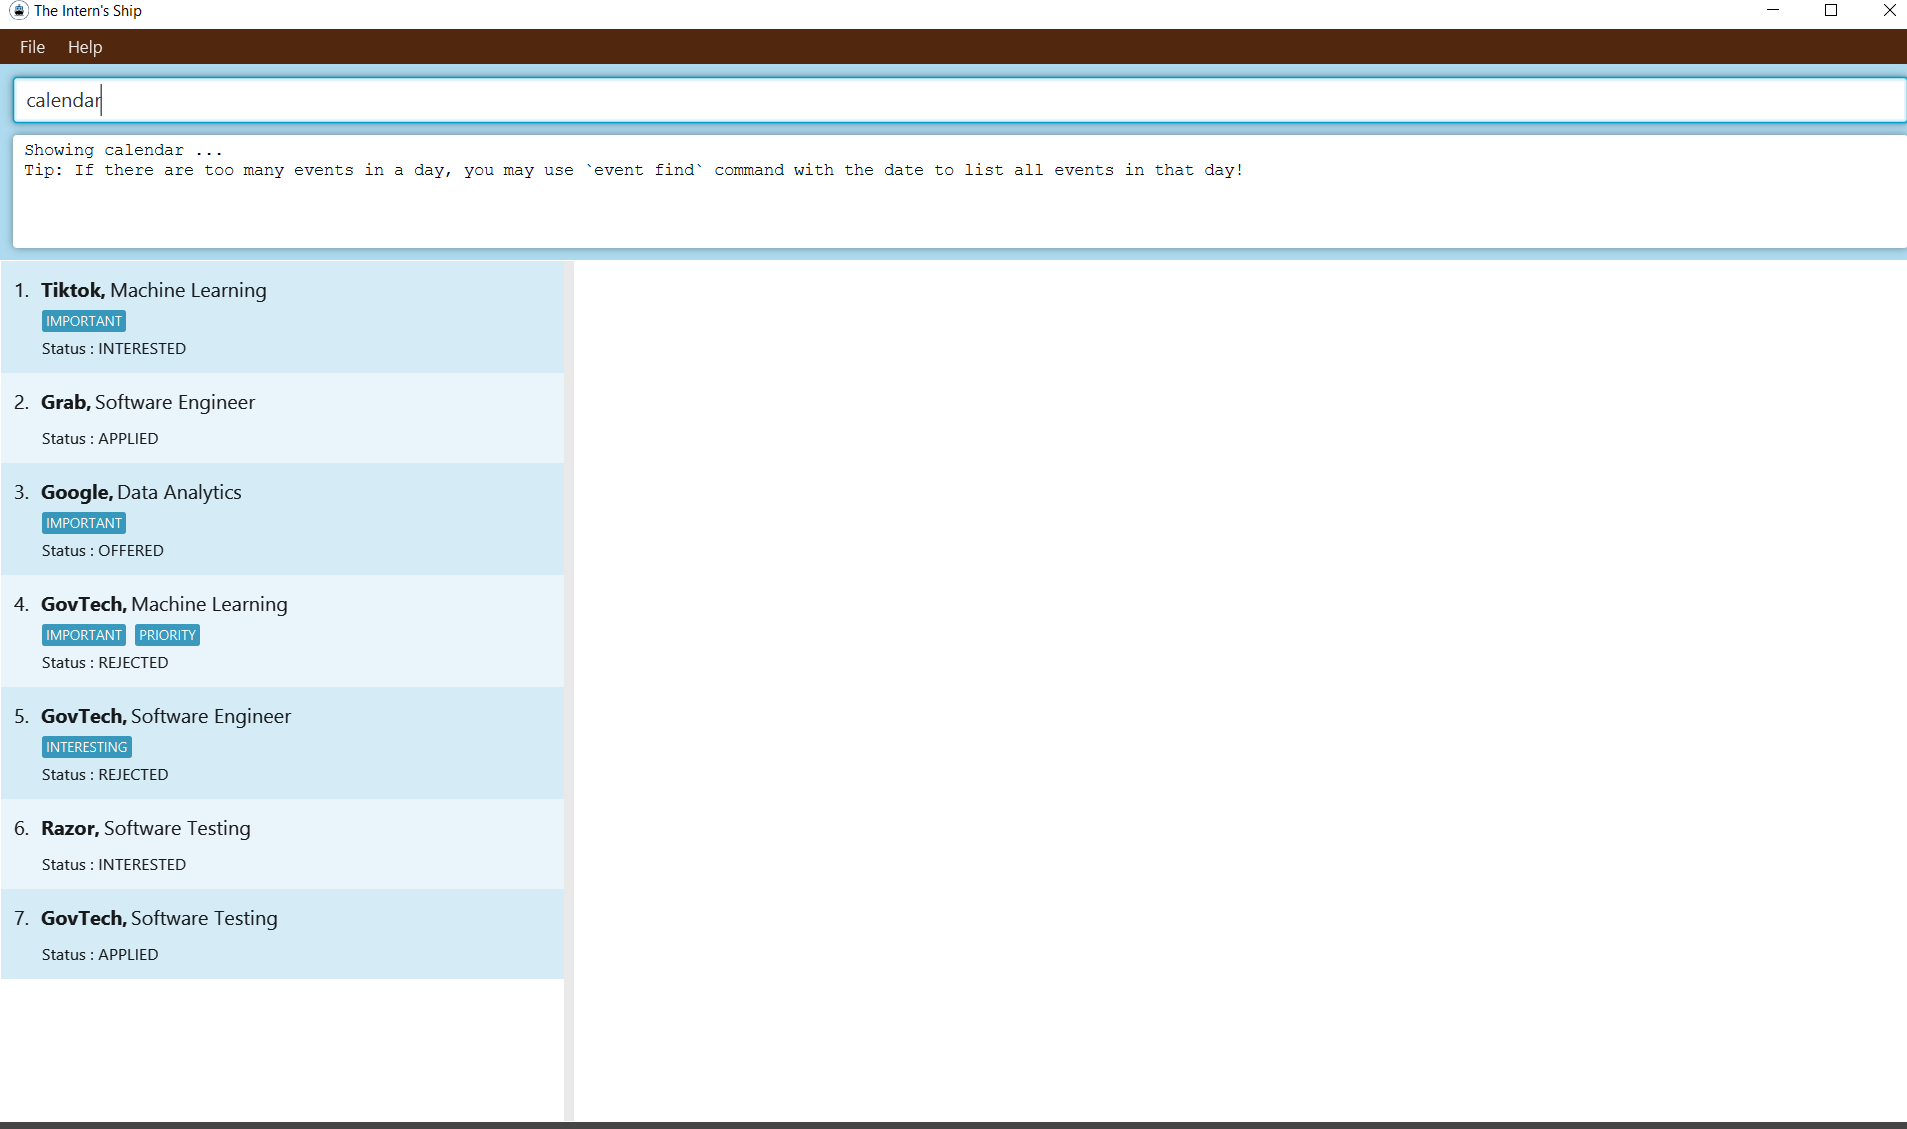 The Intern's Ship
File Help
calendar
Showing calendar ...
Tip: If there are too many events in a day, you may use `event find` command with the date to list all events in that day!
1. Tiktok, Machine Learning
IMPORTANT
Status : INTERESTED
2. Grab, Software Engineer
Status : APPLIED
3. Google, Data Analytics
IMPORTANT
Status : OFFERED
4. GovTech, Machine Learning
IMPORTANT PRIORITY
Status : REJECTED
5. GovTech, Software Engineer
INTERESTING
Status : REJECTED
6. Razor, Software Testing
Status : INTERESTED
7. GovTech, Software Testing
Status : APPLIED